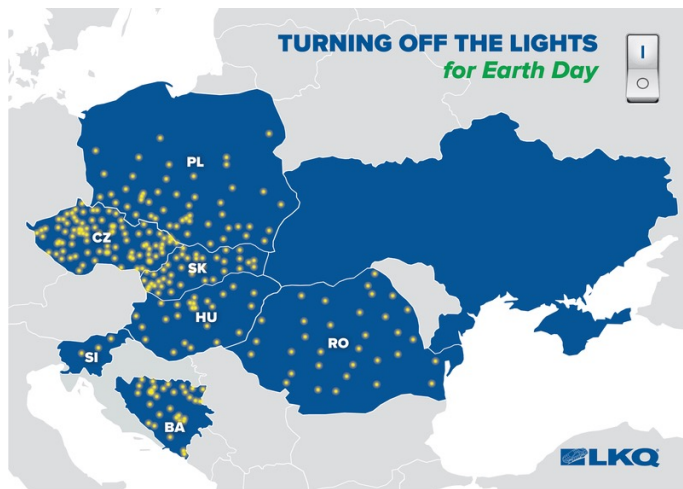 TURNING OFF THE LIGHTS
for Earth Day
PL
CZ
SK
HU
RO
SI
BA
LKQ